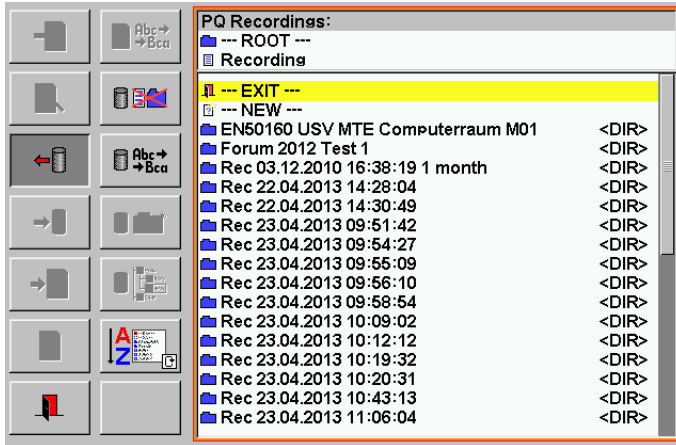 Abc→
→Bca
Abc→
→Bca
A
Z
PQ Recordings:
--- ROOT ---
Recording
--- EXIT ---
--- NEW ---
EN50160 USV MTE Computerraum M01 <DIR>
Forum 2012 Test 1 <DIR>
Rec 03.12.2010 16:38:19 1 month <DIR>
Rec 22.04.2013 14:28:04 <DIR>
Rec 22.04.2013 14:30:49 <DIR>
Rec 23.04.2013 09:51:42 <DIR>
Rec 23.04.2013 09:54:27 <DIR>
Rec 23.04.2013 09:55:09 <DIR>
Rec 23.04.2013 09:56:10 <DIR>
Rec 23.04.2013 09:58:54 <DIR>
Rec 23.04.2013 10:09:02 <DIR>
Rec 23.04.2013 10:12:12 <DIR>
Rec 23.04.2013 10:19:32 <DIR>
Rec 23.04.2013 10:20:31 <DIR>
Rec 23.04.2013 10:43:13 <DIR>
Rec 23.04.2013 11:06:04 <DIR>